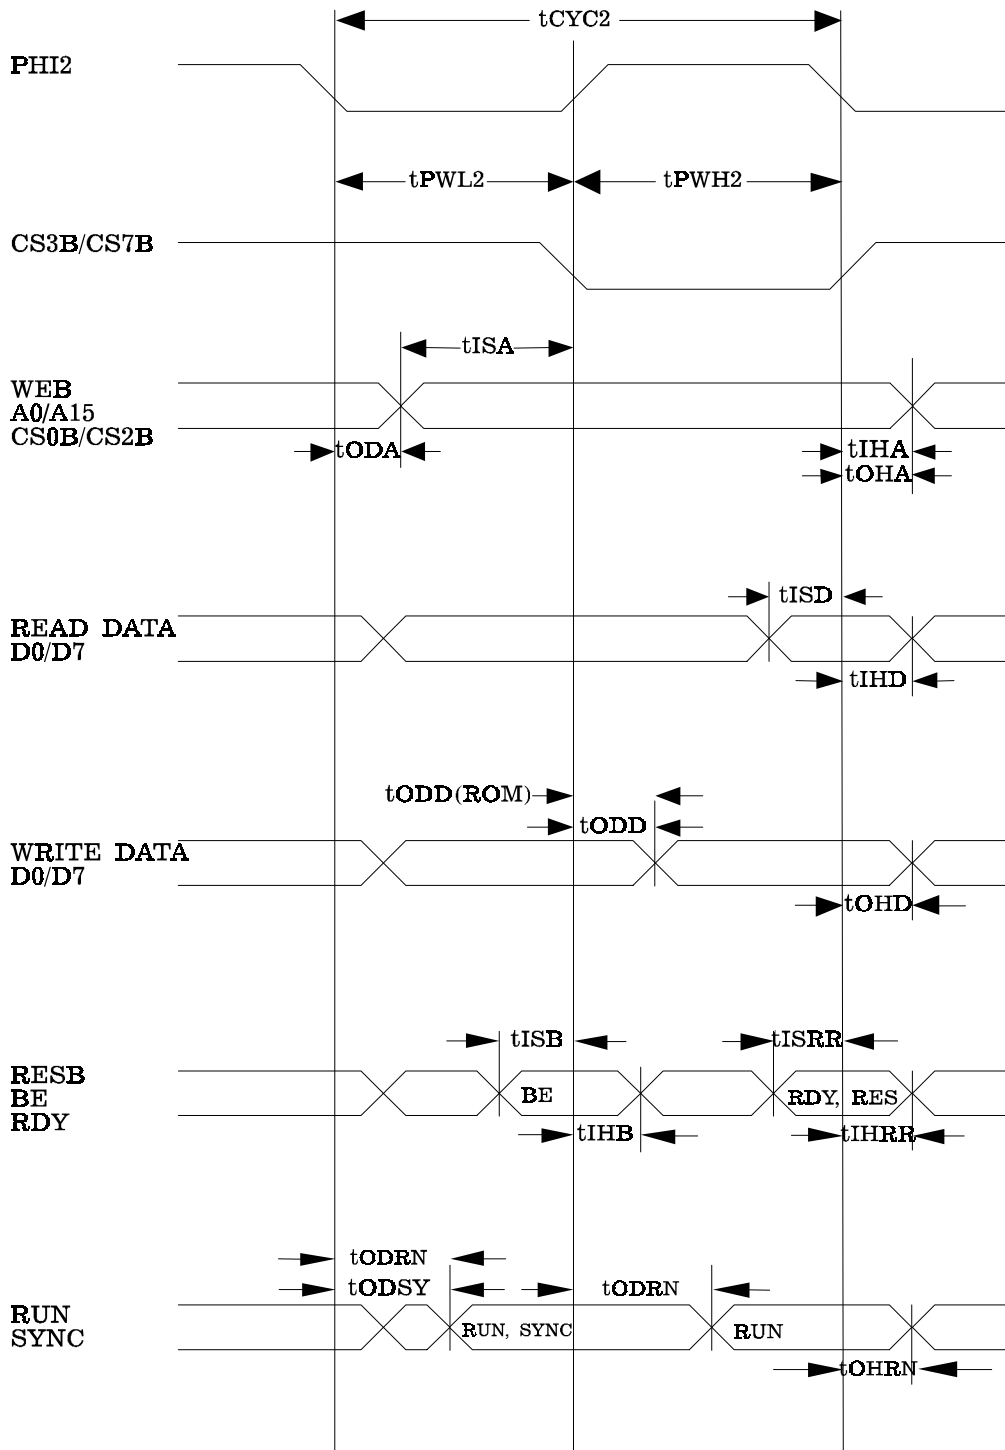 tCYC2
PHI2
tPWL2 tPWH2
CS3B/CS7B
tISA
WEB
A0/A15
CS0B/CS2B
tODA tIHA
tOHA
tISD
READ DATA
D0/D7
tIHD
tODD(ROM)
tODD
WRITE DATA
D0/D7
tOHD
tISB tISRR
RESB
BE
RDY
BE RDY, RES
tIHB tIHRR
tODRN
tODSY tODRN
RUN
SYNC
RUN, SYNC RUN
tOHRN